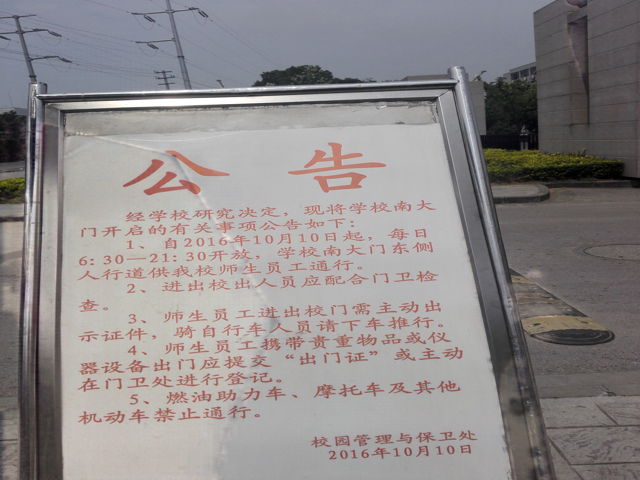 公告
经学校研究决定，现将学校南大
门开启的有关事项公告如下：
1、自2016年10月10日起，每日
6：30—21：30开放，学校南大门东侧
人行道供我校师生员工通行。
2、进出校出人员应配合门卫检
查。
3、师生员工进出校门需主动出
示证件，骑自行车人员请下车推行。
4、师生员工携带贵重物品或仪
器设备出门应提交“出门证”或主动
在门卫处进行登记。
5、燃油助力车、摩托车及其他
机动车禁止通行。
校园管理与保卫处
2016年10月10日